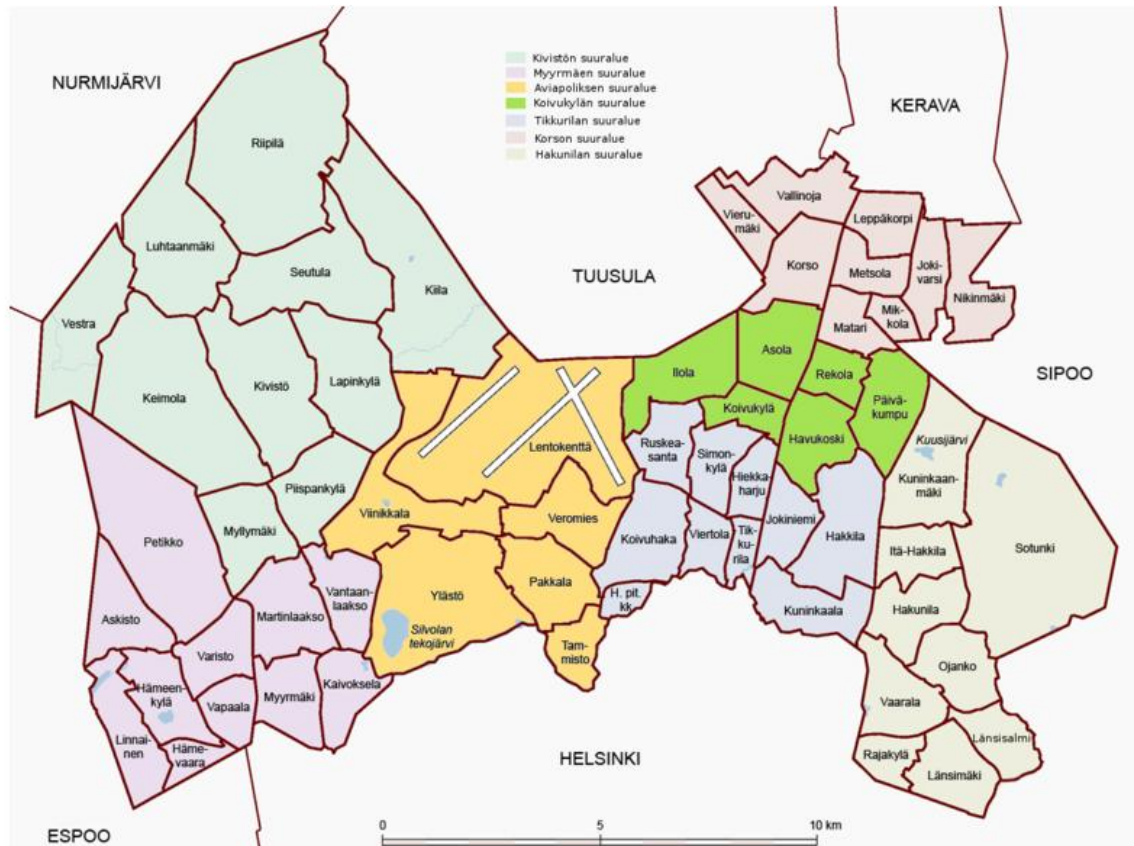 NURMIJÄRVI
Kivistön suuralue
Myyrmäen suuralue
Aviapoliksen suuralue
Koivukylän suuralue
Tikkurilan suuralue
Korson suuralue
Hakunilan suuralue
KERAVA
Riipilä
Vallinoja
Vieru-
mäki
Leppäkorpi
Luhtaanmäki
Seutula
Kiila
TUUSULA
Korso
Metsola
Joki-
varsi
Nikinmäki
Vestra
Mik-
kola
Matari
Keimola
Kivistö
Lapinkylä
Ilola
Asola
Rekola
SIPOO
Päivä-
kumpu
Koivukylä
Havukoski
Lentokenttä
Ruskea-
santa
Simon-
kylä
Hiekka-
harju
Kuusijärvi
Kuninkaan-
mäki
Piispankylä
Myllymäki
Viinikkala
Veromies
Petikko
Koivuhaka
Viertola
Tik-
ku-
rila
Jokiniemi
Hakkila
Itä-Hakkila
Sotunki
Askisto
Martinlaakso
Vantaan-
laakso
Ylästö
Pakkala
H. pit.
kk
Kuninkaala
Hakunila
Silvolan
tekojärvi
Tam-
misto
Varisto
Ojanko
Hämeen-
kylä
Vapaala
Myyrmäki
Kaivoksela
Vaarala
Linnai-
nen
Häme-
vaara
Länsisalmi
Rajakylä
Länsimäki
HELSINKI
ESPOO
0
5
10 km